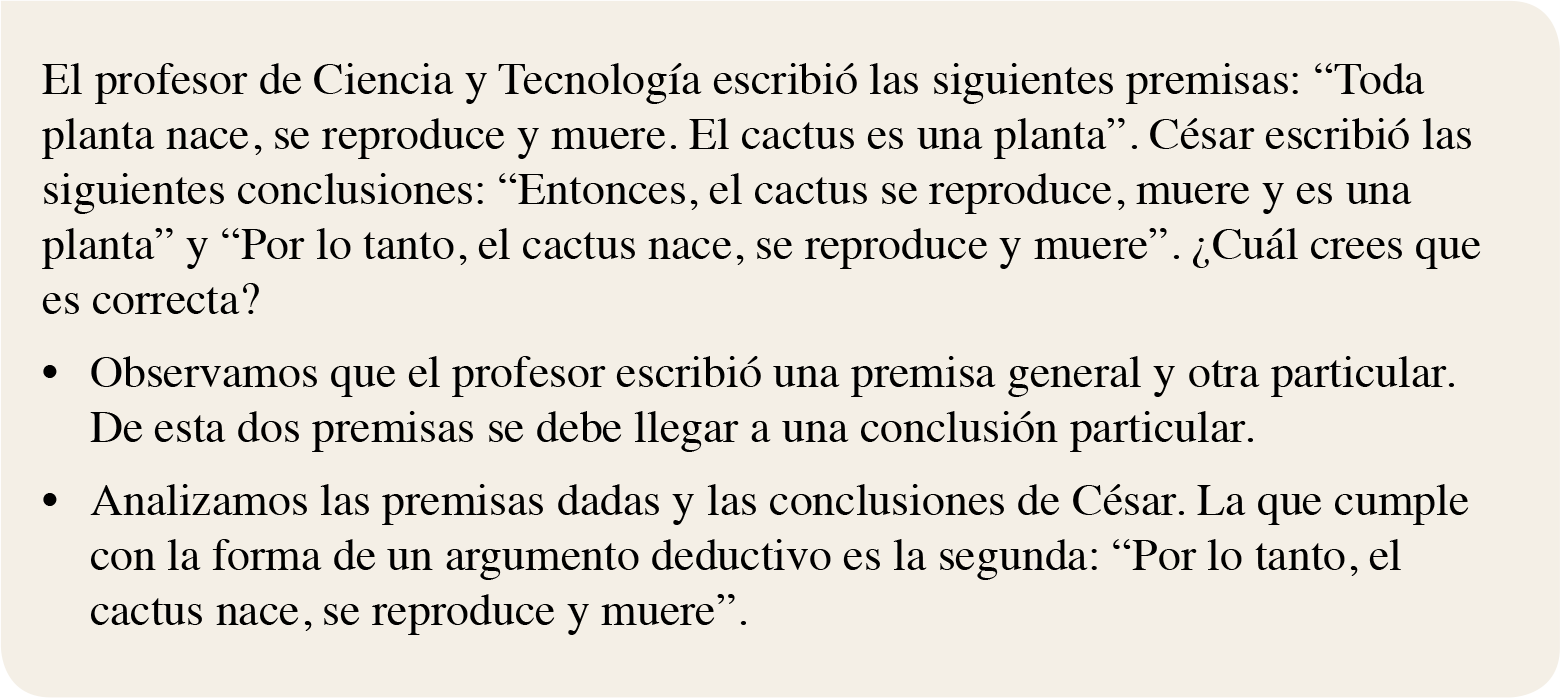 El profesor de Ciencia y Tecnología escribió las siguientes premisas: “Toda
planta nace, se reproduce y muere. El cactus es una planta”. César escribió las
siguientes conclusiones: “Entonces, el cactus se reproduce, muere y es una
planta” y “Por lo tanto, el cactus nace, se reproduce y muere”. ¿Cuál crees que
es correcta?
• Observamos que el profesor escribió una premisa general y otra particular.
De esta dos premisas se debe llegar a una conclusión particular.
• Analizamos las premisas dadas y las conclusiones de César. La que cumple
con la forma de un argumento deductivo es la segunda: “Por lo tanto, el
cactus nace, se reproduce y muere”.